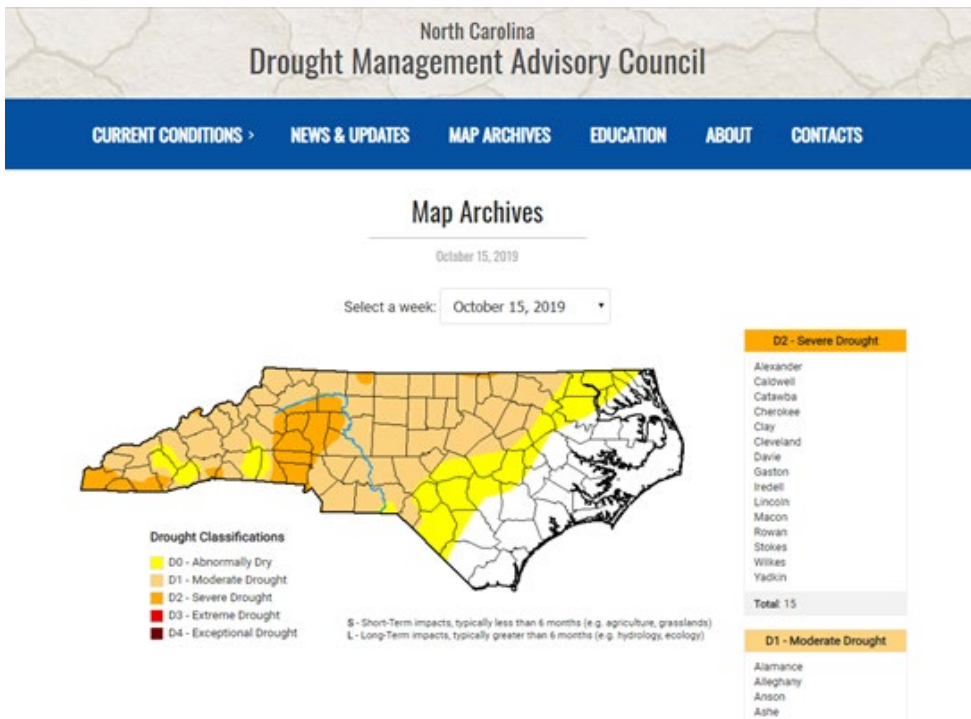 North Carolina
Drought Management Advisory Council
CURRENT CONDITIONS > NEWS & UPDATES MAP ARCHIVES EDUCATION ABOUT CONTACTS
Map Archives
October 15, 2019
Select a week: October 15, 2019
Drought Classifications
D0 - Abnormally Dry
D1 - Moderate Drought
D2 - Severe Drought
D3 - Extreme Drought
D4 - Exceptional Drought
S - Short-Term impacts, typically less than 6 months (e.g. agriculture, grasslands)
L - Long-Term impacts, typically greater than 6 months (e.g. hydrology, ecology)
D2 - Severe Drought
Alexander
Caldwell
Catawba
Cherokee
Clay
Cleveland
Davie
Gaston
Iredell
Lincoln
Macon
Rowan
Stokes
Wilkes
Yadkin
Total: 15
D1 - Moderate Drought
Alamance
Alleghany
Anson
Ashe